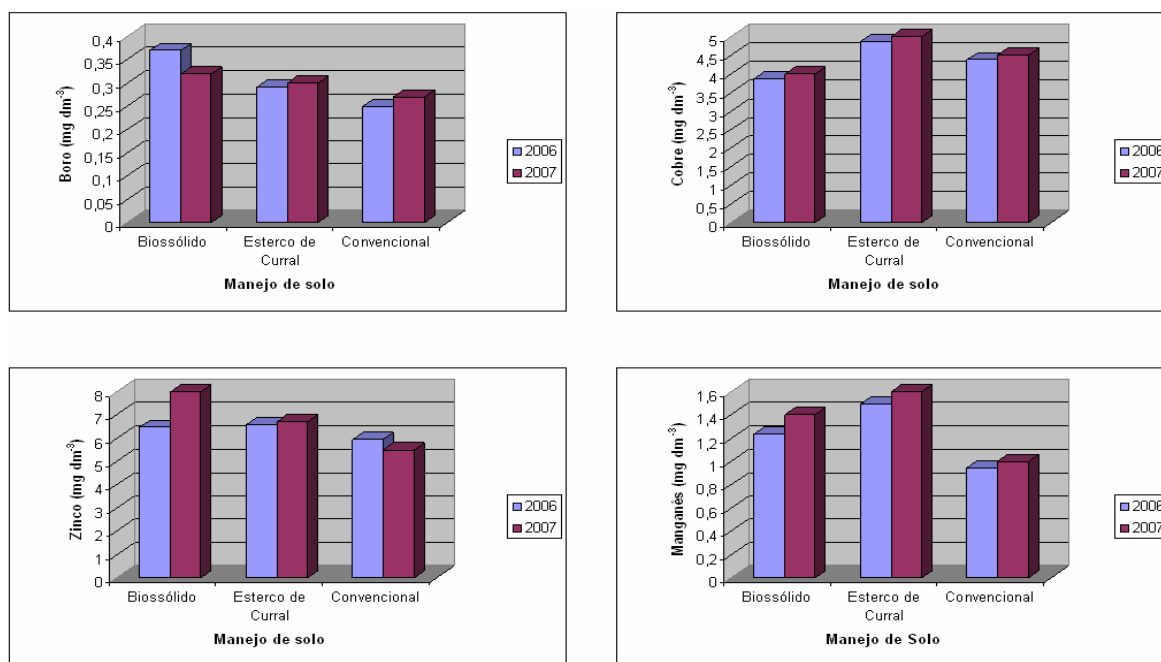 Boro (mg dm-3)
0,4
0,35
0,3
0,25
0,2
0,15
0,1
0,05
0
Biossólido
Esterco de
Curral
Convencional
Manejo de solo
2006
2007
Cobre (mg dm-3)
5
4,5
4
3,5
3
2,5
2
1,5
1
0,5
0
Biossólido
Esterco de
Curral
Convencional
Manejo de solo
2006
2007
Zinco (mg dm-3)
8
7
6
5
4
3
2
1
0
Biossólido
Esterco de
Curral
Convencional
Manejo de solo
2006
2007
Manganês (mg dm-3)
1,6
1,4
1,2
1
0,8
0,6
0,4
0,2
0
Biossólido
Esterco de
Curral
Convencional
Manejo de Solo
2006
2007